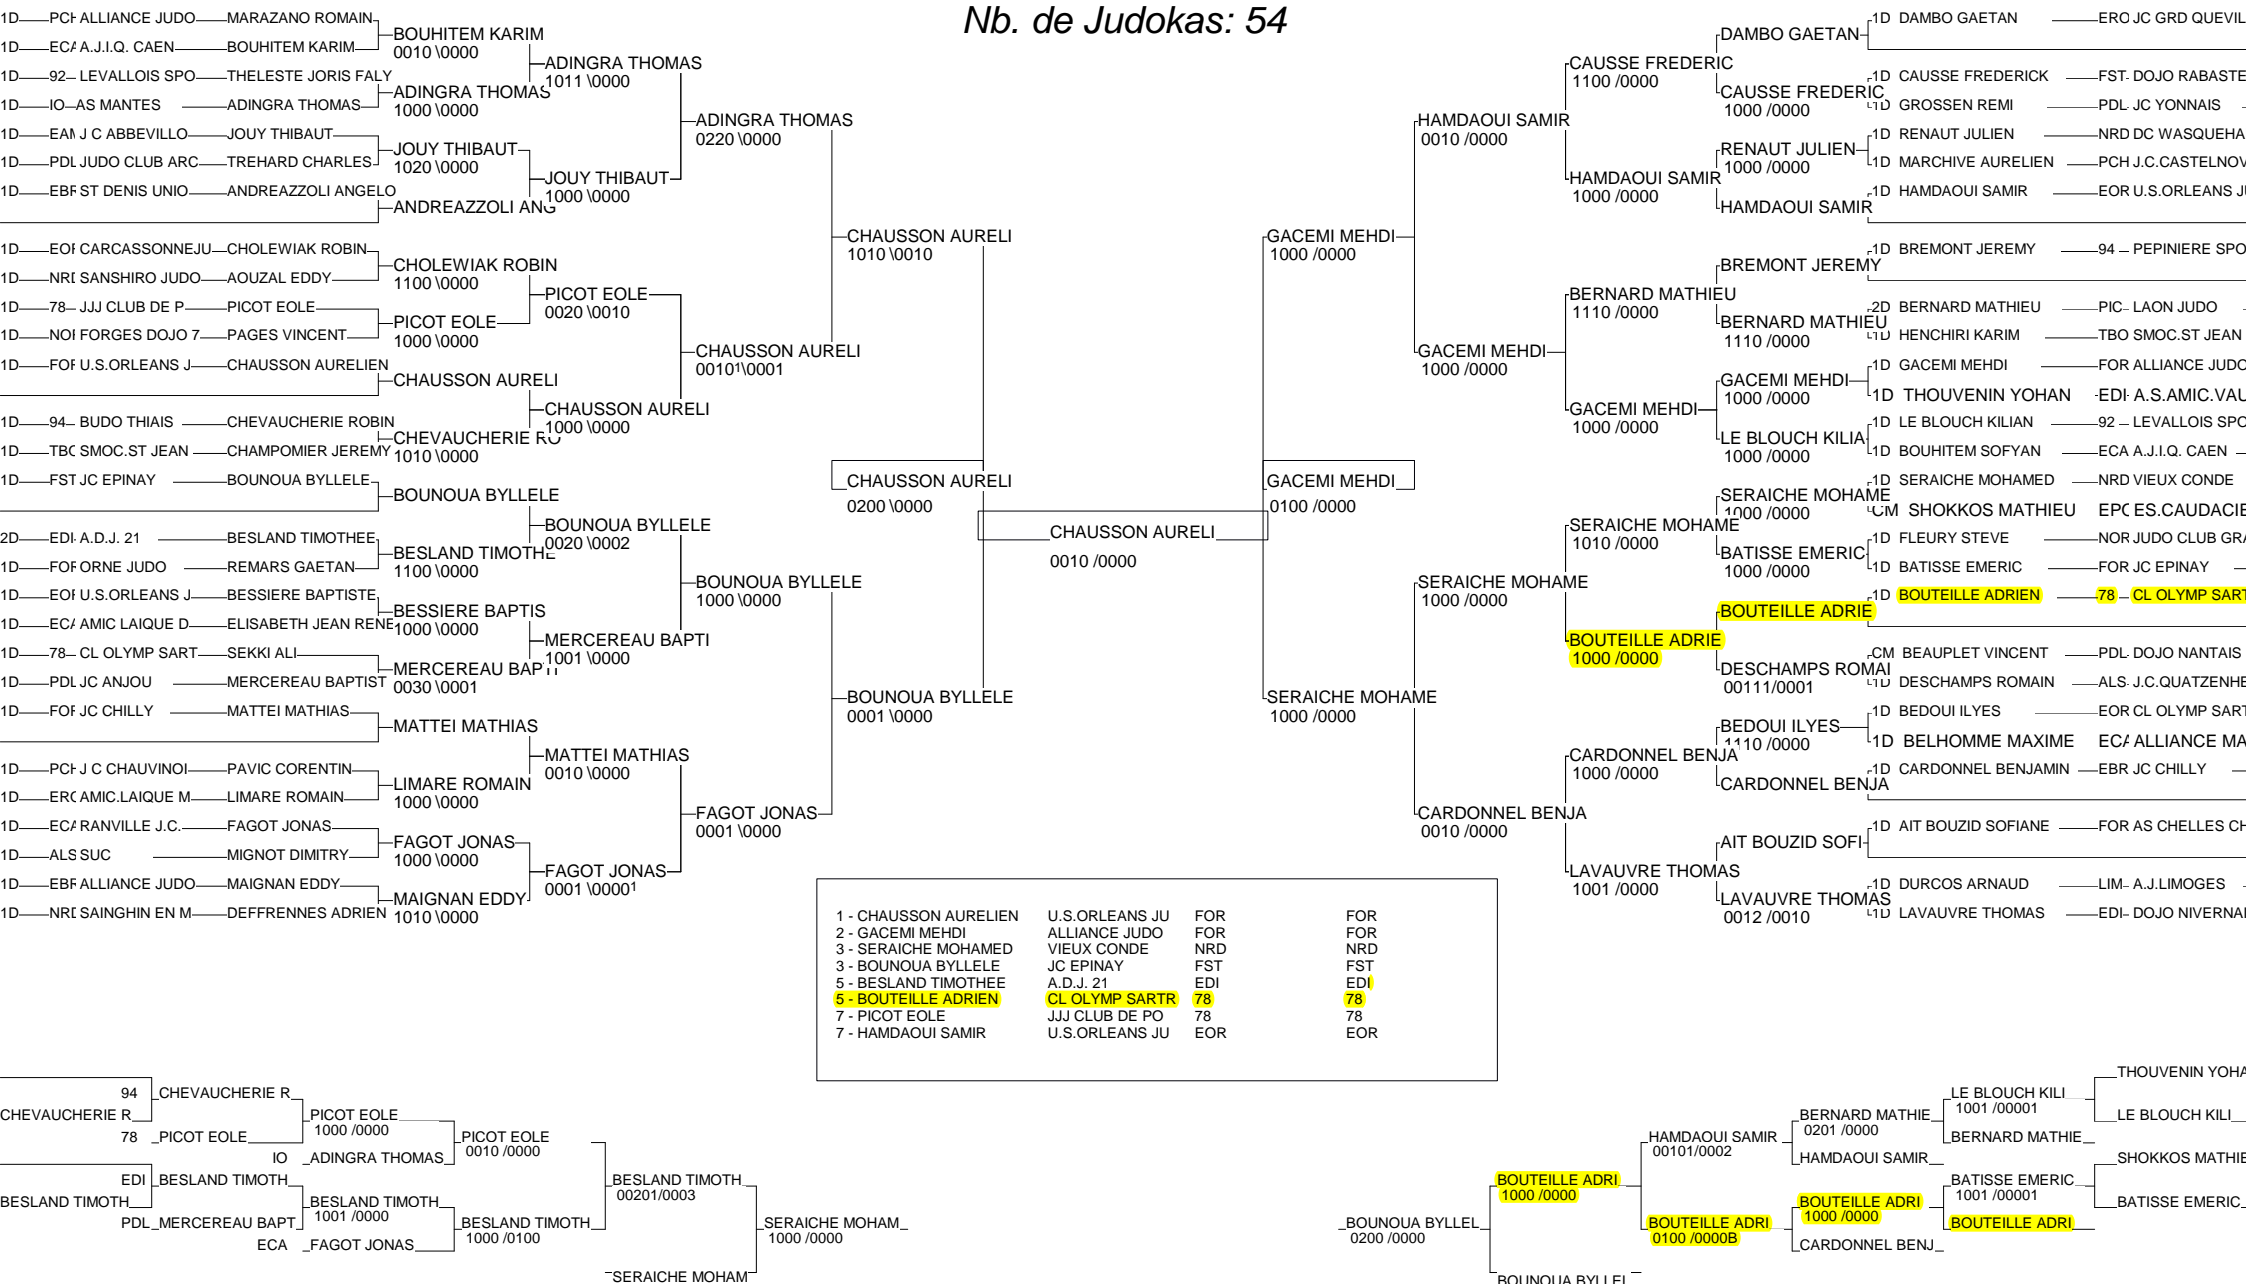 Nb. de Judokas: 54
1D PCH ALLIANCE JUDO MARAZANO ROMAIN
1D ECA A.J.I.Q. CAEN BOUHITEM KARIM
1D 92 LEVALLOIS SPO THELESTE JORIS FALY
1D IO AS MANTES ADINGRA THOMAS
1D EAM J C ABBEVILLO JOUY THIBAUT
1D PDL JUDO CLUB ARC TREHARD CHARLES
1D EBR ST DENIS UNIO ANDREAZZOLI ANGELO
1D EOR CARCASSONNEJU CHOLEWIAK ROBIN
1D NRD SANSHIRO JUDO AOUZAL EDDY
1D 78 JJJ CLUB DE P PICOT EOLE
1D NOR FORGES DOJO 7 PAGES VINCENT
1D FOR U.S.ORLEANS J CHAUSSON AURELIEN
1D 94 BUDO THIAIS CHEVAUCHERIE ROBIN
1D TBO SMOC.ST JEAN CHAMPOMIER JEREMY
1D FST JC EPINAY BOUNOUA BYLLELE
2D EDI A.D.J. 21 BESLAND TIMOTHEE
1D FOR ORNE JUDO REMARS GAETAN
1D EOR U.S.ORLEANS J BESSIERE BAPTISTE
1D ECA AMIC LAIQUE D ELISABETH JEAN RENE
1D 78 CL OLYMP SART SEKKI ALI
1D PDL JC ANJOU MERCEREAU BAPTIST
1D FOR JC CHILLY MATTEI MATHIAS
1D PCH J C CHAUVINOI PAVIC CORENTIN
1D ERO AMIC.LAIQUE M LIMARE ROMAIN
1D ECA RANVILLE J.C. FAGOT JONAS
1D ALS SUC MIGNOT DIMITRY
1D EBR ALLIANCE JUDO MAIGNAN EDDY
1D NRD SAINGHIN EN M DEFFRENNES ADRIEN
BOUHITEM KARIM
0010 \0000
ADINGRA THOMAS
1000 \0000
JOUY THIBAUT
1020 \0000
ANDREAZZOLI ANG
CHOLEWIAK ROBIN
1100 \0000
PICOT EOLE
1000 \0000
CHAUSSON AURELI
CHEVAUCHERIE RO
1010 \0000
BOUNOUA BYLLELE
BESLAND TIMOTHE
1100 \0000
BESSIERE BAPTIS
1000 \0000
MERCEREAU BAPTI
0030 \0001
MATTEI MATHIAS
LIMARE ROMAIN
1000 \0000
FAGOT JONAS
1000 \0000
MAIGNAN EDDY
1010 \0000
ADINGRA THOMAS
1011 \0000
JOUY THIBAUT
1000 \0000
PICOT EOLE
0020 \0010
CHAUSSON AURELI
1000 \0000
BOUNOUA BYLLELE
0020 \0002
MERCEREAU BAPTI
1001 \0000
MATTEI MATHIAS
0010 \0000
FAGOT JONAS
0001 \0000¹
ADINGRA THOMAS
0220 \0000
CHAUSSON AURELI
0010¹\0001
BOUNOUA BYLLELE
1000 \0000
FAGOT JONAS
0001 \0000
CHAUSSON AURELI
1010 \0010
CHAUSSON AURELI
0200 \0000
BOUNOUA BYLLELE
0001 \0000
CHAUSSON AURELI
0010 /0000
GACEMI MEHDI
1000 /0000
GACEMI MEHDI
0100 /0000
SERAICHE MOHAME
1000 /0000
HAMDAOUI SAMIR
0010 /0000
GACEMI MEHDI
1000 /0000
SERAICHE MOHAME
1000 /0000
CARDONNEL BENJA
0010 /0000
CAUSSE FREDERIC
1100 /0000
HAMDAOUI SAMIR
1000 /0000
BERNARD MATHIEU
1110 /0000
GACEMI MEHDI
1000 /0000
SERAICHE MOHAME
1010 /0000
BOUTEILLE ADRIE
1000 /0000
CARDONNEL BENJA
1000 /0000
LAVAUVRE THOMAS
1001 /0000
DAMBO GAETAN
CAUSSE FREDERIC
1000 /0000
RENAUT JULIEN
1000 /0000
HAMDAOUI SAMIR
BREMONT JEREMY
BERNARD MATHIEU
1110 /0000
GACEMI MEHDI
1000 /0000
LE BLOUCH KILIA
1000 /0000
SERAICHE MOHAME
1000 /0000
BATISSE EMERIC
1000 /0000
BOUTEILLE ADRIE
DESCHAMPS ROMAI
00111/0001
BEDOUI ILYES
1110 /0000
CARDONNEL BENJA
AIT BOUZID SOFI
LAVAUVRE THOMAS
0012 /0010
1D DAMBO GAETAN ERO JC GRD QUEVIL
1D CAUSSE FREDERICK FST DOJO RABASTE
1D GROSSEN REMI PDL JC YONNAIS
1D RENAUT JULIEN NRD DC WASQUEHA
1D MARCHIVE AURELIEN PCH J.C.CASTELNOV
1D HAMDAOUI SAMIR EOR U.S.ORLEANS JU
1D BREMONT JEREMY 94 PEPINIERE SPO
2D BERNARD MATHIEU PIC LAON JUDO
1D HENCHIRI KARIM TBO SMOC.ST JEAN
1D GACEMI MEHDI FOR ALLIANCE JUDO
1D THOUVENIN YOHAN EDI A.S.AMIC.VAU
1D LE BLOUCH KILIAN 92 LEVALLOIS SPO
1D BOUHITEM SOFYAN ECA A.J.I.Q. CAEN
1D SERAICHE MOHAMED NRD VIEUX CONDE
CM SHOKKOS MATHIEU EPO ES.CAUDACIE
1D FLEURY STEVE NOR JUDO CLUB GRA
1D BATISSE EMERIC FOR JC EPINAY
1D BOUTEILLE ADRIEN 78 CL OLYMP SART
CM BEAUPLET VINCENT PDL DOJO NANTAIS
1D DESCHAMPS ROMAIN ALS J.C.QUATZENHE
1D BEDOUI ILYES EOR CL OLYMP SART
1D BELHOMME MAXIME ECA ALLIANCE MA
1D CARDONNEL BENJAMIN EBR JC CHILLY
1D AIT BOUZID SOFIANE FOR AS CHELLES CH
1D DURCOS ARNAUD LIM A.J.LIMOGES
1D LAVAUVRE THOMAS EDI DOJO NIVERNAI
1 - CHAUSSON AURELIEN U.S.ORLEANS JU FOR FOR
2 - GACEMI MEHDI ALLIANCE JUDO FOR FOR
3 - SERAICHE MOHAMED VIEUX CONDE NRD NRD
3 - BOUNOUA BYLLELE JC EPINAY FST FST
5 - BESLAND TIMOTHEE A.D.J. 21 EDI EDI
5 - BOUTEILLE ADRIEN CL OLYMP SARTR 78 78
7 - PICOT EOLE JJJ CLUB DE PO 78 78
7 - HAMDAOUI SAMIR U.S.ORLEANS JU EOR EOR
94 CHEVAUCHERIE R
CHEVAUCHERIE R
78 PICOT EOLE
IO ADINGRA THOMAS
PICOT EOLE
1000 /0000
PICOT EOLE
0010 /0000
EDI BESLAND TIMOTH
BESLAND TIMOTH
PDL MERCEREAU BAPT
ECA FAGOT JONAS
BESLAND TIMOTH
1001 /0000
BESLAND TIMOTH
1000 /0100
BESLAND TIMOTH
00201/0003
SERAICHE MOHAM
1000 /0000
SERAICHE MOHAM
BOUNOUA BYLLEL
0200 /0000
BOUTEILLE ADRI
1000 /0000
BOUNOUA BYLLEL
HAMDAOUI SAMIR
00101/0002
BOUTEILLE ADRI
0100 /0000B
BERNARD MATHIE
0201 /0000
HAMDAOUI SAMIR
BOUTEILLE ADRI
1000 /0000
CARDONNEL BENJ
LE BLOUCH KILI
1001 /00001
BERNARD MATHIE
BATISSE EMERIC
1001 /00001
BOUTEILLE ADRI
THOUVENIN YOHA
LE BLOUCH KILI
SHOKKOS MATHIE
BATISSE EMERIC